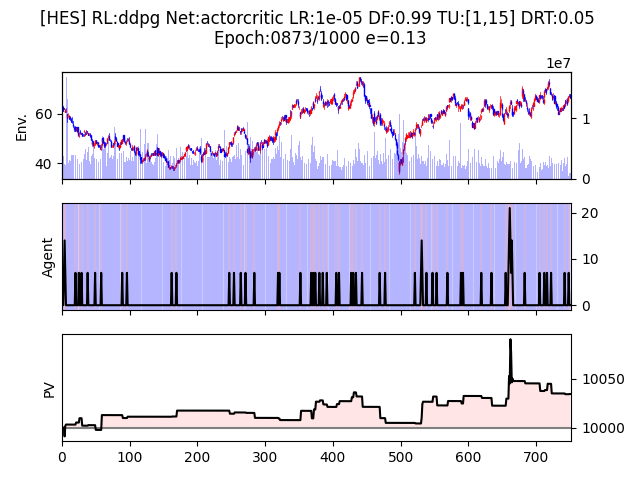 [HES] RL:ddpg Net:actorcritic LR:1e-05 DF:0.99 TU:[1,15] DRT:0.05
Epoch:0873/1000 e=0.13
1e7
Env.
60
40
1
0
Agent
20
10
0
PV
10050
10000
0 100 200 300 400 500 600 700